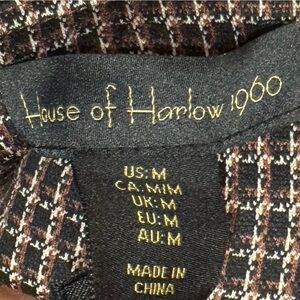 House of Harlow 1960
US: M
CA: M/M
UK: M
EU: M
AU: M
MADE IN
CHINA